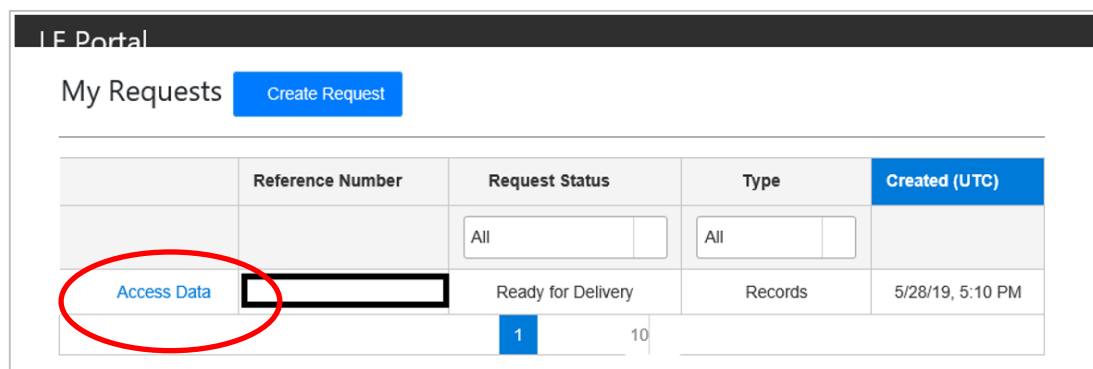 LE Portal
My Requests Create Request
Reference Number Request Status Type Created (UTC)
All All
Access Data Ready for Delivery Records 5/28/19, 5:10 PM
1 10